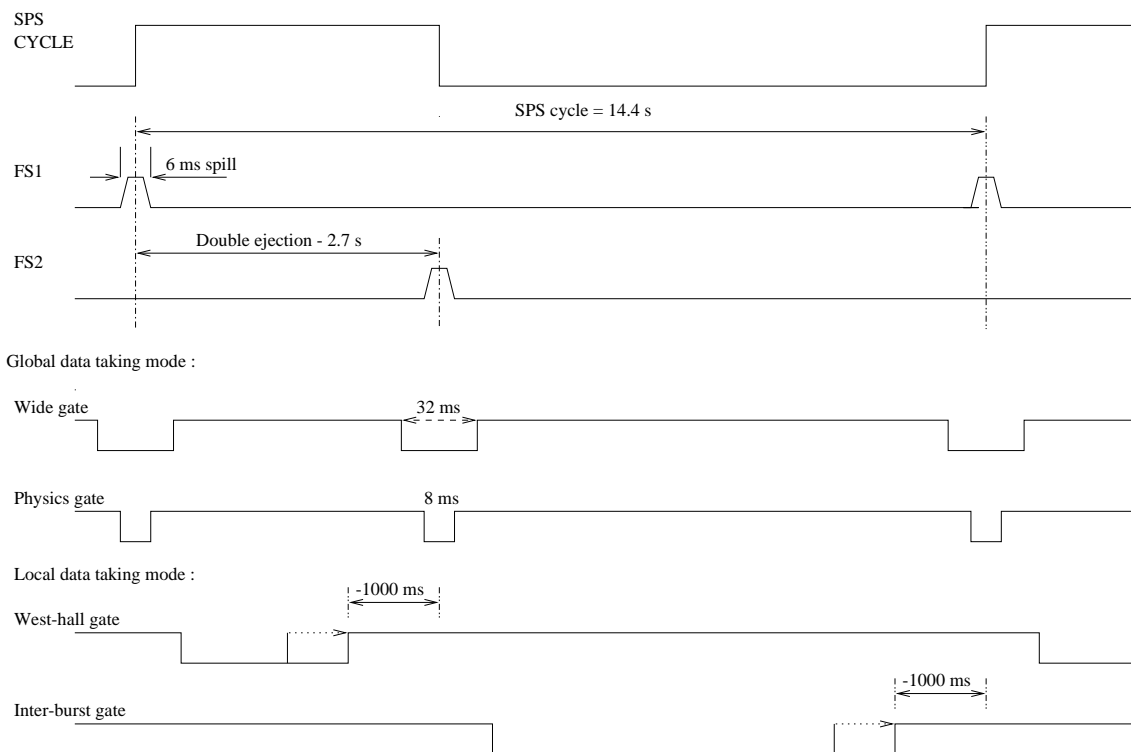 SPS
CYCLE
SPS cycle = 14.4 s
FS1
6 ms spill
Double ejection - 2.7 s
FS2
Global data taking mode :
Wide gate
32 ms
Physics gate
8 ms
Local data taking mode :
-1000 ms
West-hall gate
-1000 ms
Inter-burst gate